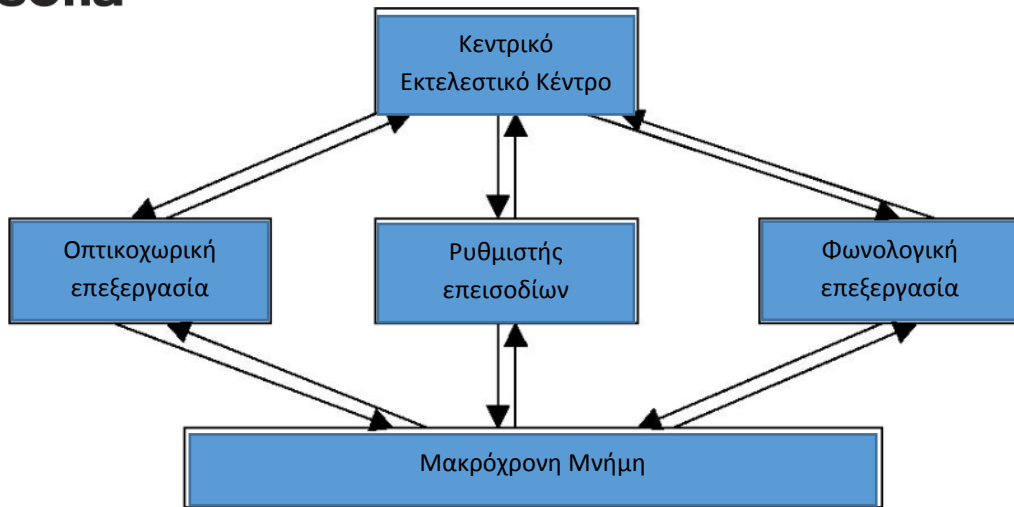 Κεντρικό
Εκτελεστικό Κέντρο
Οπτικοχωρική
επεξεργασία
Ρυθμιστής
επεισοδίων
Φωνολογική
επεξεργασία
Μακρόχρονη Μνήμη